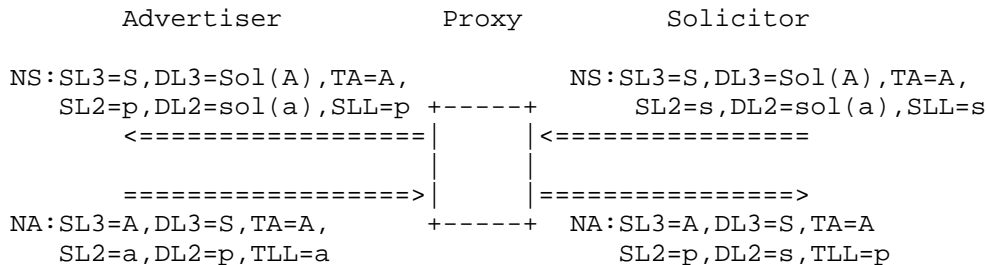 Advertiser          Proxy          Solicitor
NS:SL3=S,DL3=Sol(A),TA=A,          NS:SL3=S,DL3=Sol(A),TA=A,
SL2=p,DL2=sol(a),SLL=p +-----+ SL2=s,DL2=sol(a),SLL=s
<==================|     |<================
|     |
==================>|     |================>
NA:SL3=A,DL3=S,TA=A,     +-----+ NA:SL3=A,DL3=S,TA=A
SL2=a,DL2=p,TLL=a          SL2=p,DL2=s,TLL=p